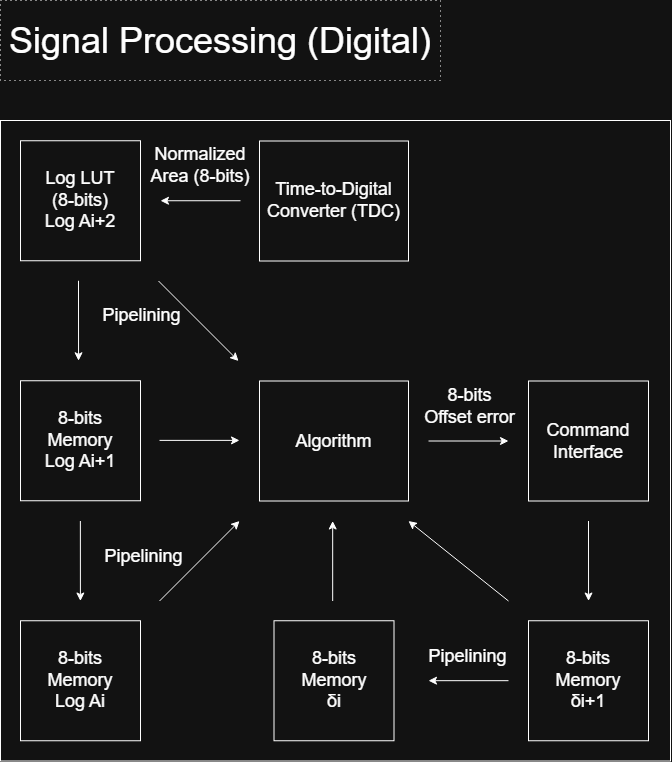 Signal Processing (Digital)
Log LUT
(8-bits)
Log Ai+2
Normalized
Area (8-bits)
Time-to-Digital
Converter (TDC)
Pipelining
8-bits
Memory
Log Ai+1
Algorithm
8-bits
Offset error
Command
Interface
Pipelining
8-bits
Memory
Log Ai
8-bits
Memory
δi
Pipelining
8-bits
Memory
δi+1